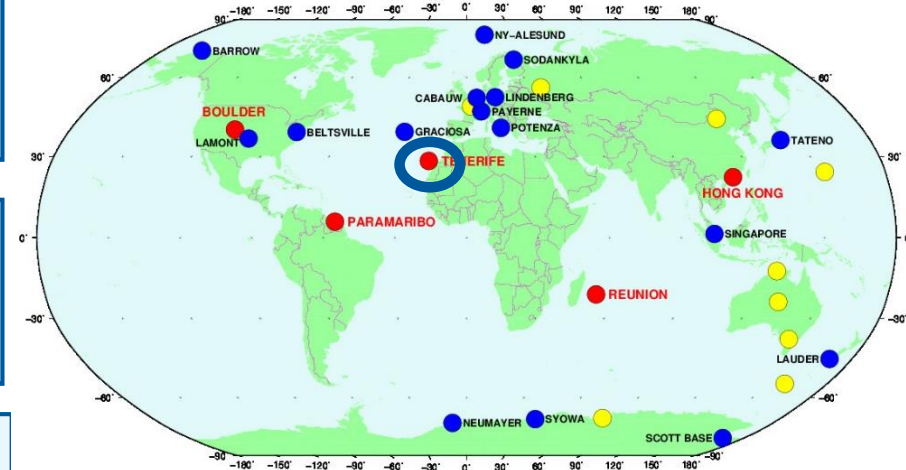 -180° -150° -120° -90° -60° -30° 0° 30° 60° 90° 120° 150° 180°
90° 90°
NY-ALESUND
BARROW
SODANKYLA
60° 60°
CABAUW LINDENBERG
BOULDER PAYERNE
LAMONT BELTSVILLE GRACIOSA POTENZA TATENO
30° TENERIFE 30°
HONG KONG
PARAMARIBO
0° SINGAPORE
REUNION
-30° -30°
LAUDER
-60° -60°
NEUMAYER SYOWA
SCOTT BASE
-90° -90°
-180° -150° -120° -90° -60° -30° 0° 30° 60° 90° 120° 150° 180°